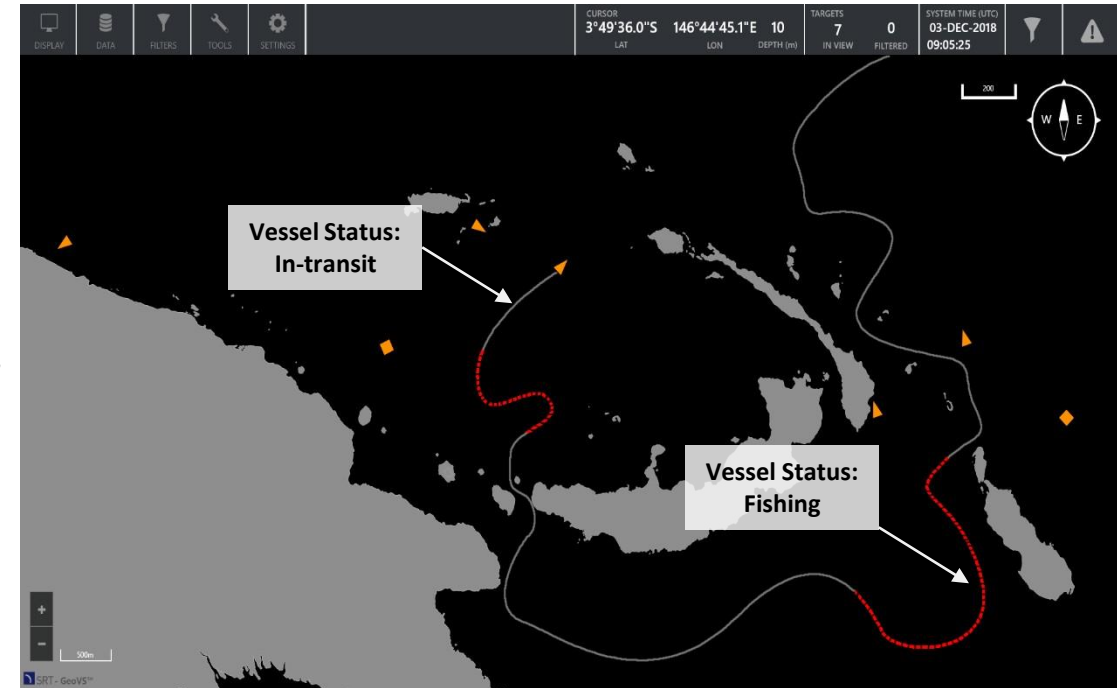 DISPLAY
DATA
FILTERS
TOOLS
SETTINGS
CURSOR
3°49'36.0"S 146°44'45.1"E 10
LAT LON DEPTH (m)
TARGETS
7 0
IN VIEW FILTERED
SYSTEM TIME (UTC)
03-DEC-2018
09:05:25
200
W E
Vessel Status:
In-transit
Vessel Status:
Fishing
+
-
500m
SRT - GeoVS™